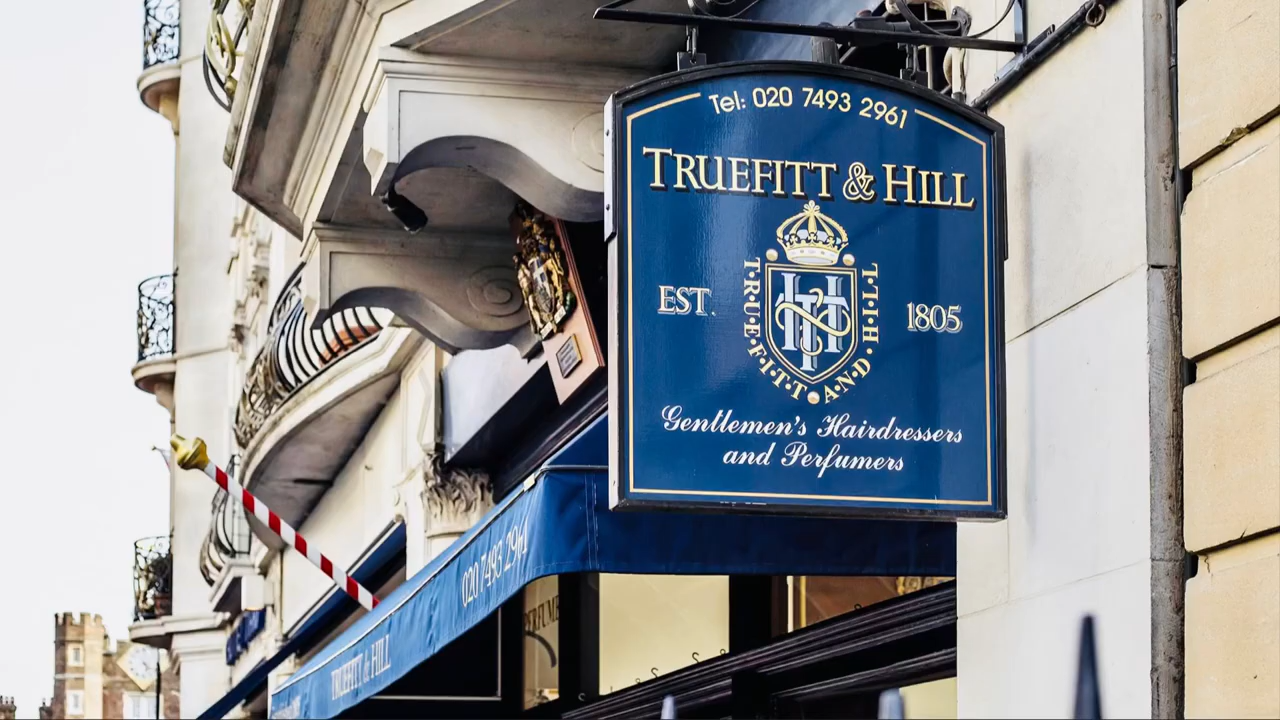 Tel: 020 7493 2961
TRUEFITT & HILL
EST. 1805
TRUEFITT AND HILL
Gentlemen's Hairdressers
and Perfumers
020 7493 2961
TRUEFITT & HILL